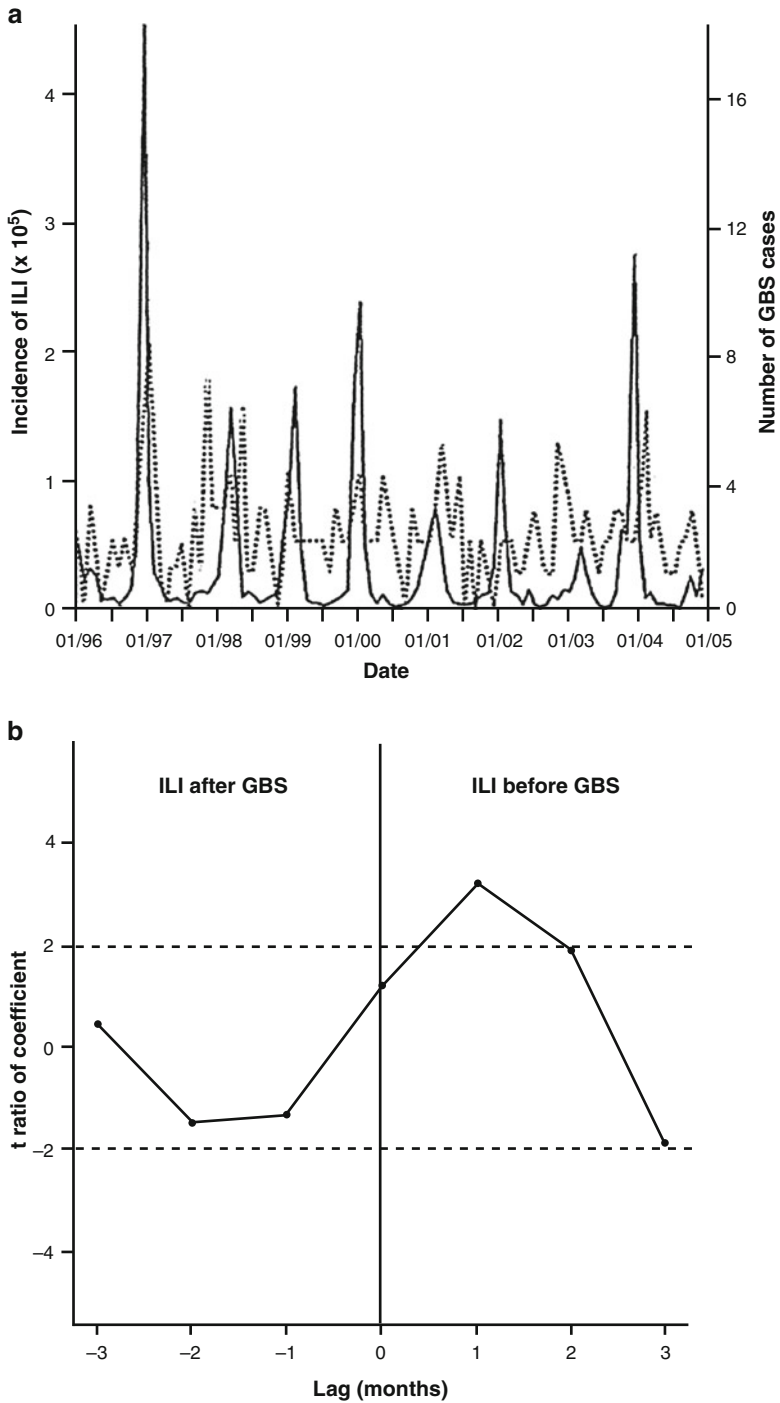 a
Incidence of ILI (x 10⁵)
4
3
2
1
0
16
12
8
4
0
Number of GBS cases
01/96 01/97 01/98 01/99 01/00 01/01 01/02 01/03 01/04 01/05
Date
b
ILI after GBS
ILI before GBS
t ratio of coefficient
4
2
0
–2
–4
–3 –2 –1 0 1 2 3
Lag (months)